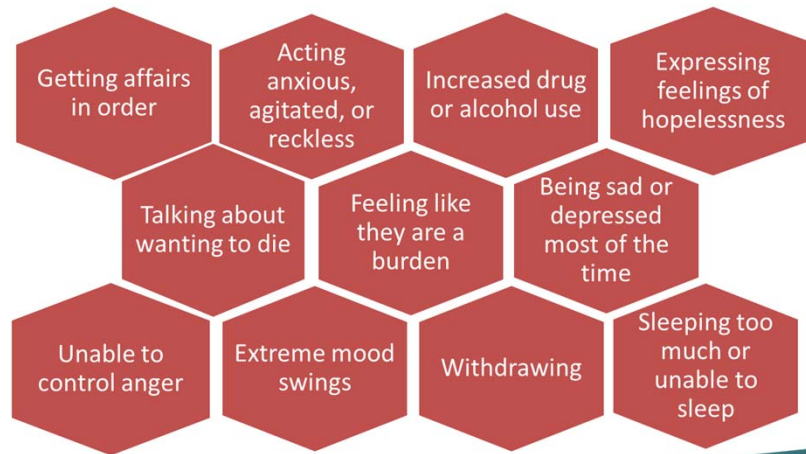 Getting affairs
in order
Acting
anxious,
agitated, or
reckless
Increased drug
or alcohol use
Expressing
feelings of
hopelessness
Talking about
wanting to die
Feeling like
they are a
burden
Being sad or
depressed
most of the
time
Unable to
control anger
Extreme mood
swings
Withdrawing
Sleeping too
much or
unable to
sleep